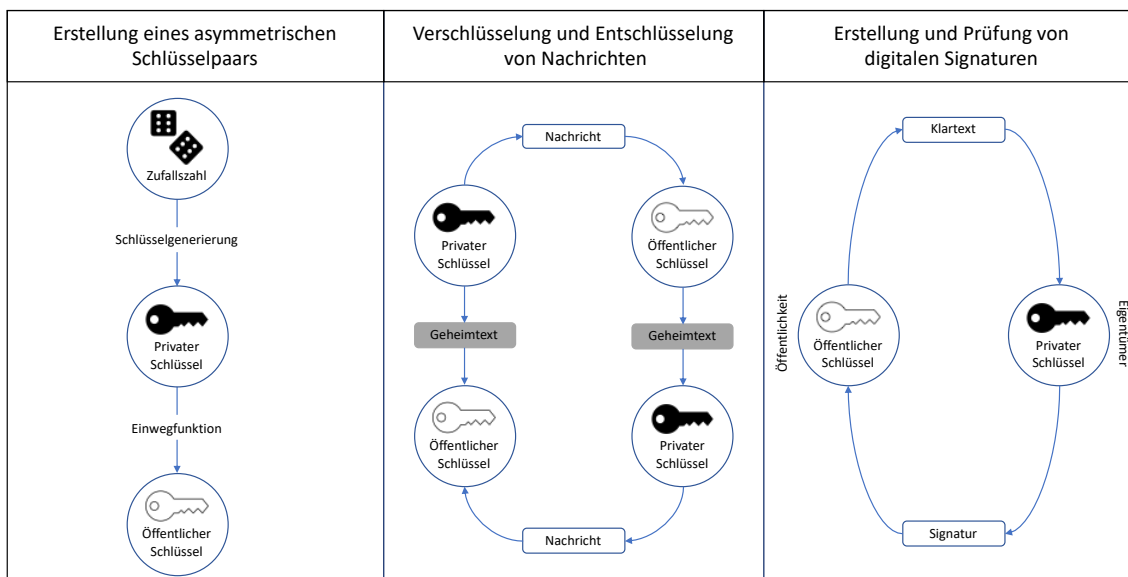 Erstellung eines asymmetrischen
Schlüsselpaars
Verschlüsselung und Entschlüsselung
von Nachrichten
Erstellung und Prüfung von
digitalen Signaturen
Zufallszahl
Schlüsselgenerierung
Privater
Schlüssel
Einwegfunktion
Öffentlicher
Schlüssel
Nachricht
Privater
Schlüssel
Öffentlicher
Schlüssel
Geheimtext
Geheimtext
Öffentlicher
Schlüssel
Privater
Schlüssel
Nachricht
Klartext
Öffentlichkeit
Öffentlicher
Schlüssel
Privater
Schlüssel
Eigentümer
Signatur